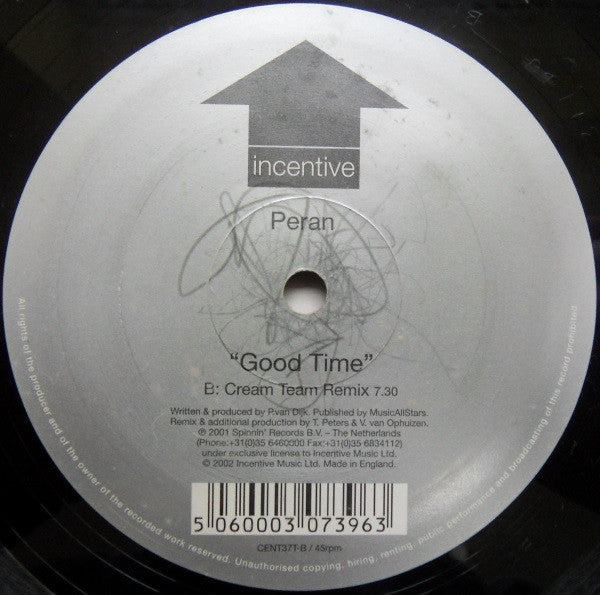 incentive
Peran
“Good Time”
B: Cream Team Remix 7.30
Written & produced by P.van Dijk. Published by MusicAllStars.
Remix & additional production by T. Peters & V. van Ophuizen.
℗ 2001 Spinnin' Records B.V. – The Netherlands
(Phone:+31(0)35 6460300 Fax:+31(0)35 6834112)
under exclusive license to Incentive Music Ltd.
© 2002 Incentive Music Ltd. Made in England.
5 060003 073963
CENT37T-B / 45rpm
All rights of the producer and of the owner of the recorded work reserved. Unauthorised copying, hiring, renting, public performance and broadcasting of this record prohibited